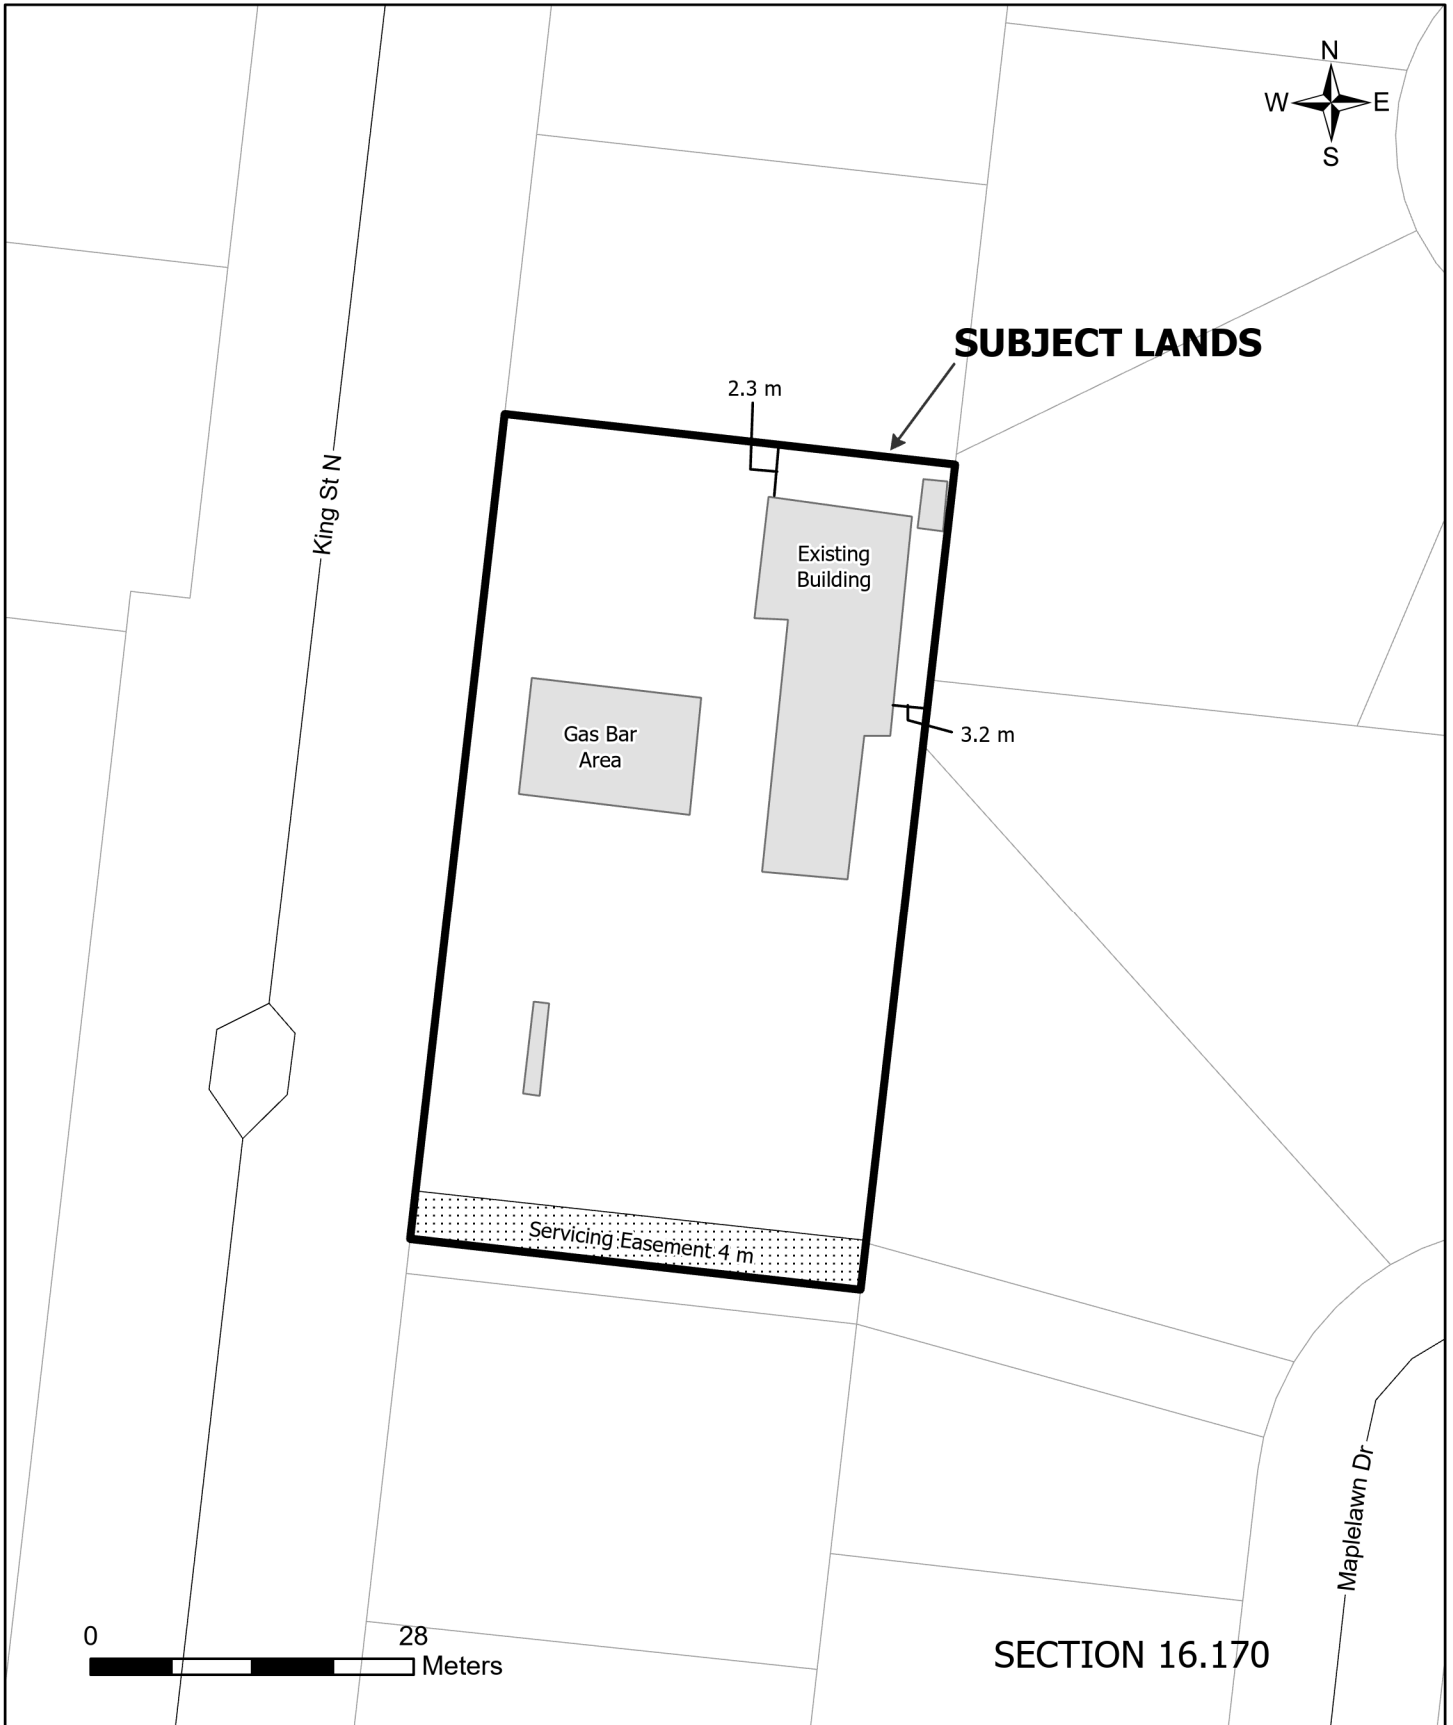 N
W
E
S
SUBJECT LANDS
2.3 m
King St N
Existing
Building
Gas Bar
Area
3.2 m
Servicing Easement 4 m
Maplelawn Dr
0
28
Meters
SECTION 16.170